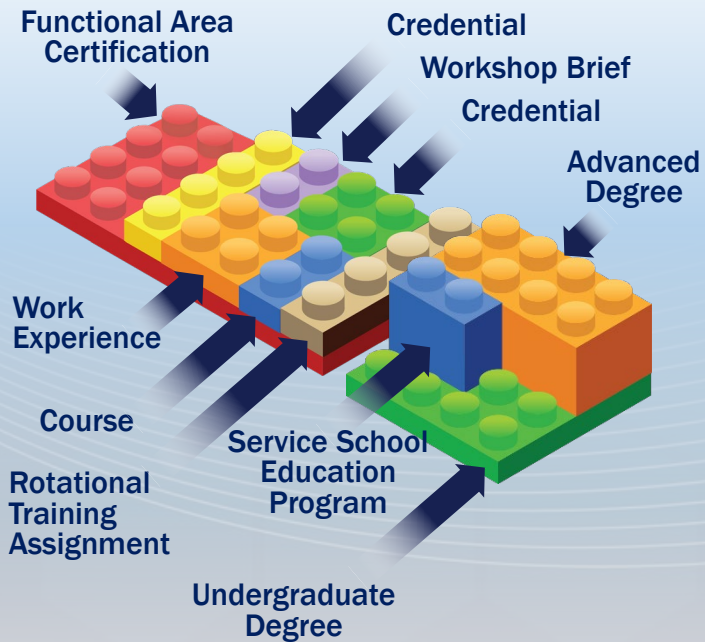 Functional Area
Certification
Credential
Workshop Brief
Credential
Advanced
Degree
Work
Experience
Course
Rotational
Training
Assignment
Service School
Education
Program
Undergraduate
Degree